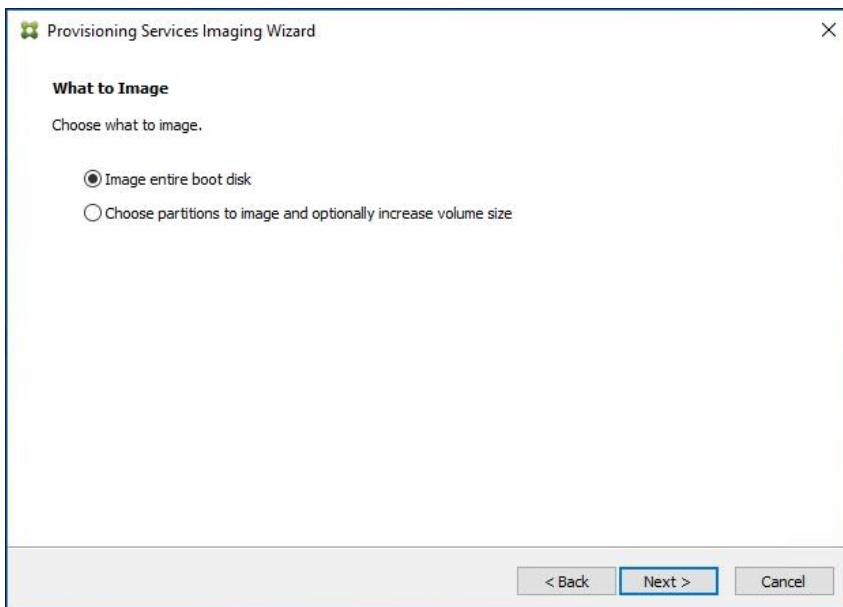 Provisioning Services Imaging Wizard
What to Image
Choose what to image.
Image entire boot disk
Choose partitions to image and optionally increase volume size
< Back Next > Cancel